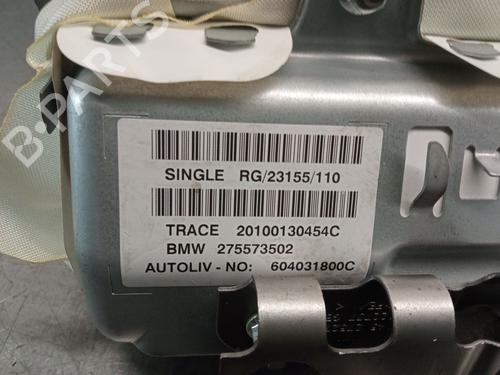 B-PARTS
SINGLE RG/23155/110
TRACE 20100130454C
BMW 275573502
AUTOLIV - NO: 604031800C